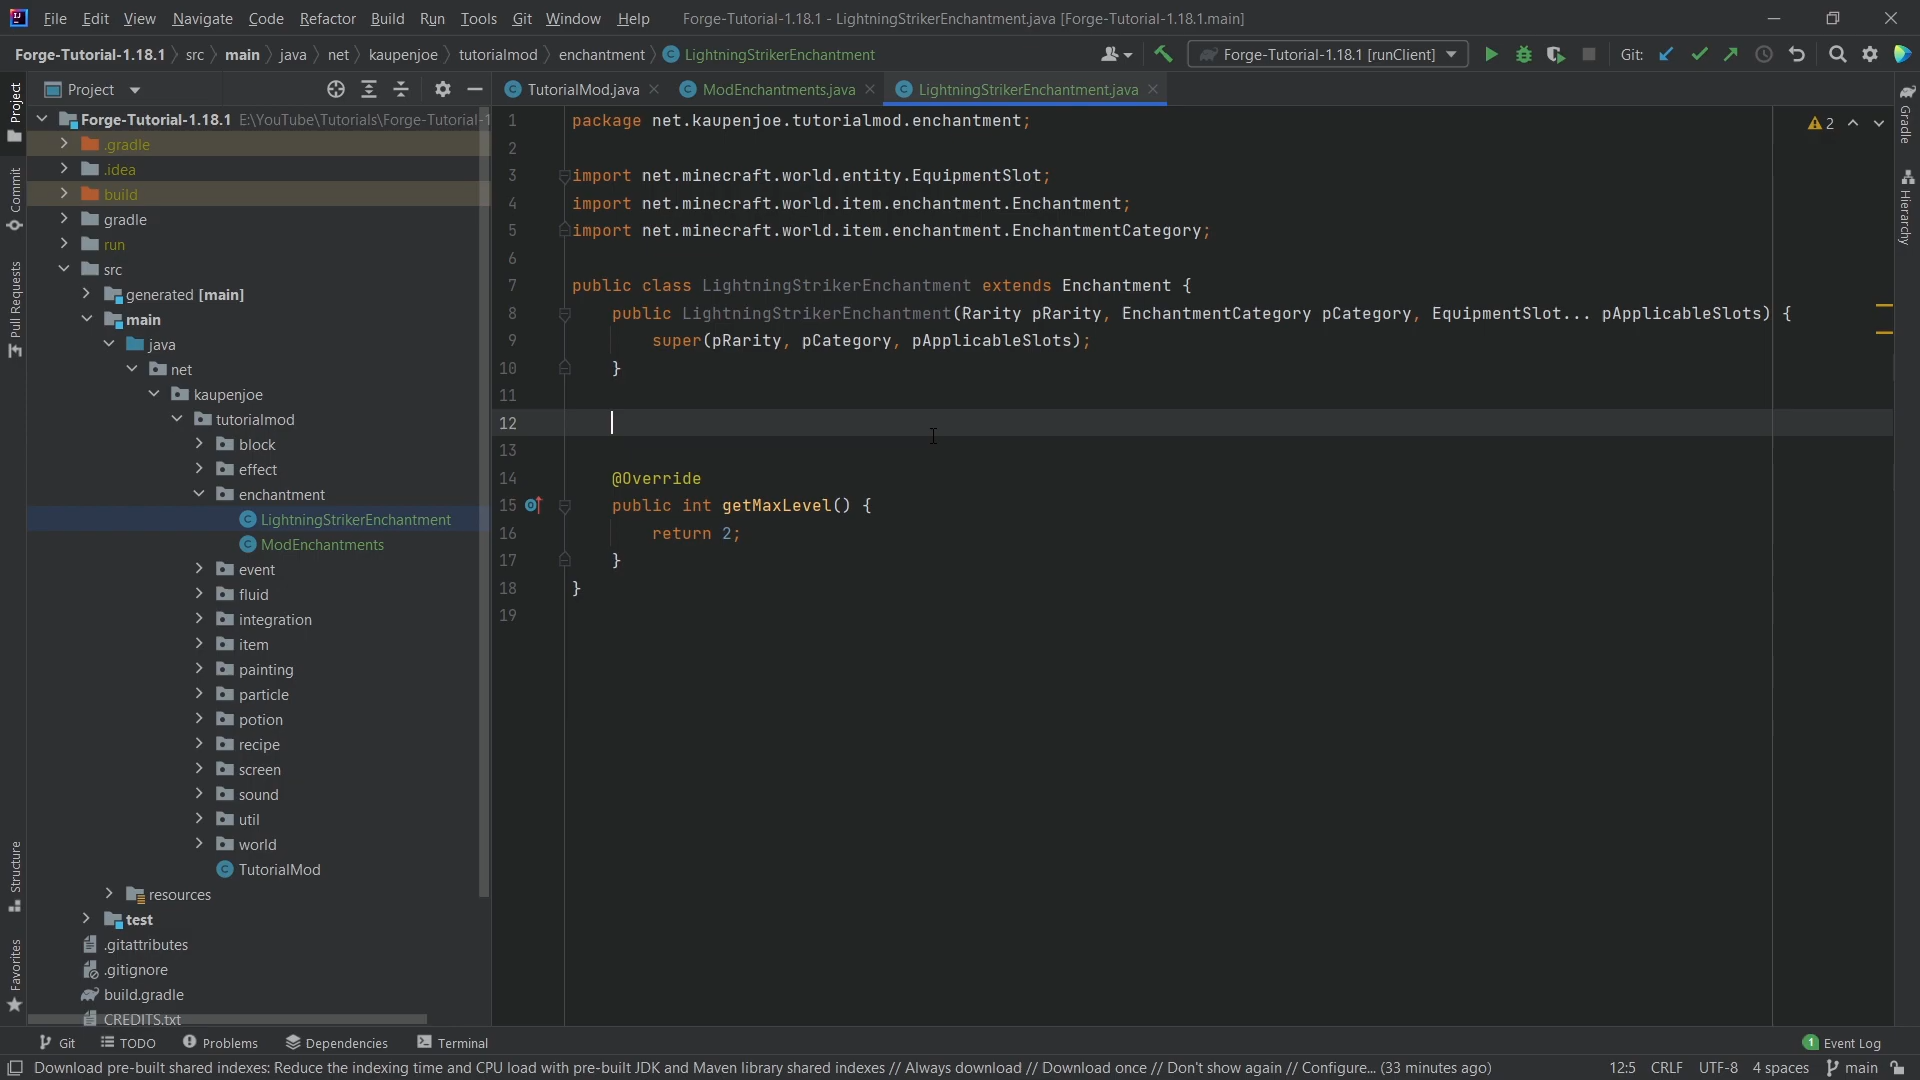 File Edit View Navigate Code Refactor Build Run Tools Git Window Help Forge-Tutorial-1.18.1 - LightningStrikerEnchantment.java [Forge-Tutorial-1.18.1.main]
Forge-Tutorial-1.18.1 src main java net kaupenjoe tutorialmod enchantment LightningStrikerEnchantment Forge-Tutorial-1.18.1 [runClient] Git:
Project
TutorialMod.java ModEnchantments.java LightningStrikerEnchantment.java
Project
Commit
Pull Requests
Structure
Favorites
Forge-Tutorial-1.18.1 E:\YouTube\Tutorials\Forge-Tutorial-1
.gradle
.idea
build
gradle
run
src
generated [main]
main
java
net
kaupenjoe
tutorialmod
block
effect
enchantment
LightningStrikerEnchantment
ModEnchantments
event
fluid
integration
item
painting
particle
potion
recipe
screen
sound
util
world
TutorialMod
resources
test
.gitattributes
.gitignore
build.gradle
CREDITS.txt
1 package net.kaupenjoe.tutorialmod.enchantment;
2
3 import net.minecraft.world.entity.EquipmentSlot;
4 import net.minecraft.world.item.enchantment.Enchantment;
5 import net.minecraft.world.item.enchantment.EnchantmentCategory;
6
7 public class LightningStrikerEnchantment extends Enchantment {
8 public LightningStrikerEnchantment(Rarity pRarity, EnchantmentCategory pCategory, EquipmentSlot... pApplicableSlots) {
9 super(pRarity, pCategory, pApplicableSlots);
10 }
11
12
13
14 @Override
15 public int getMaxLevel() {
16 return 2;
17 }
18 }
19
2
Gradle
Hierarchy
Git TODO Problems Dependencies Terminal 1 Event Log
Download pre-built shared indexes: Reduce the indexing time and CPU load with pre-built JDK and Maven library shared indexes // Always download // Download once // Don't show again // Configure... (33 minutes ago) 12:5 CRLF UTF-8 4 spaces main